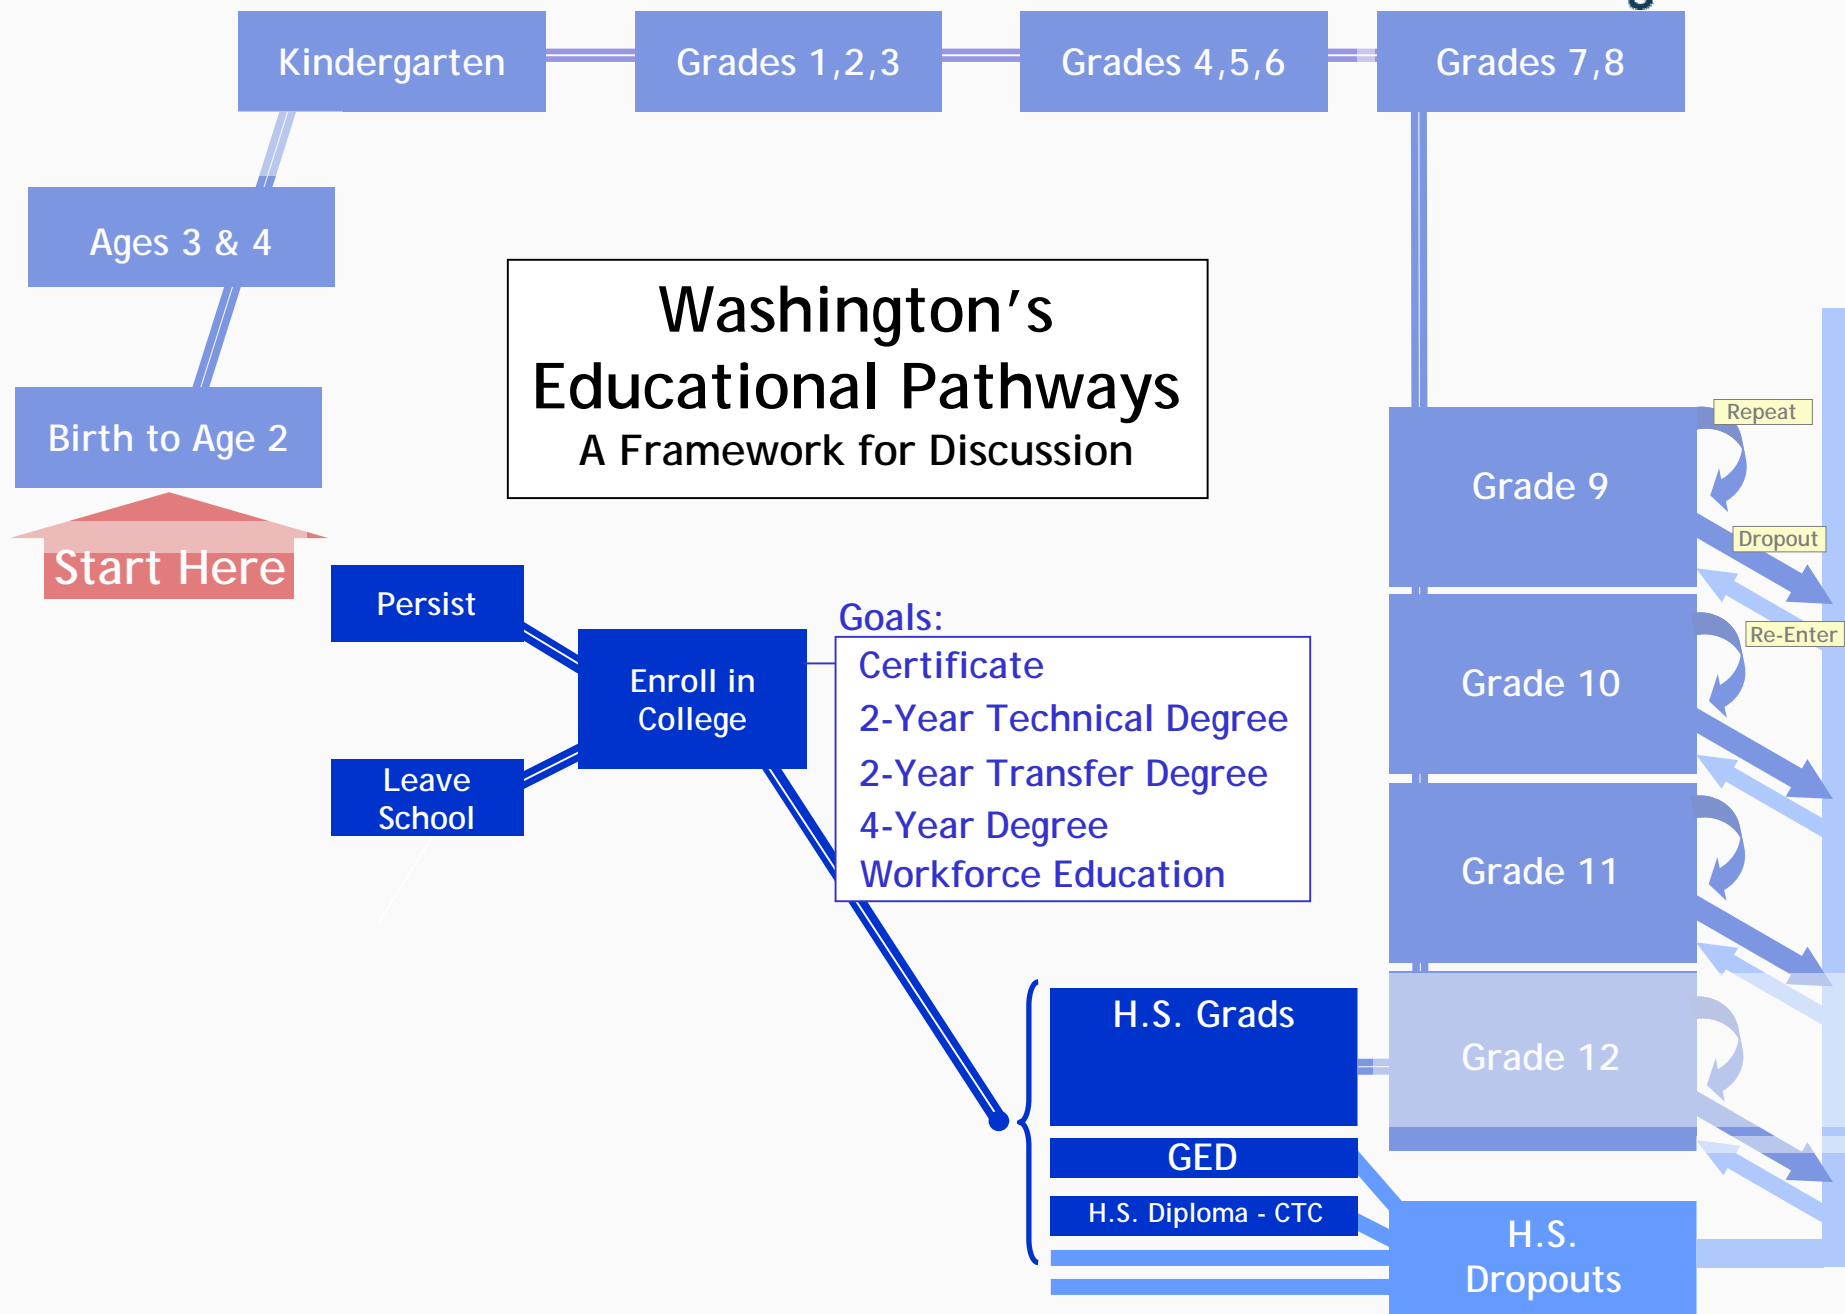 Kindergarten
Grades 1,2,3
Grades 4,5,6
Grades 7,8
Ages 3 & 4
Birth to Age 2
Start Here
Washington's
Educational Pathways
A Framework for Discussion
Repeat
Grade 9
Dropout
Re-Enter
Grade 10
Grade 11
Grade 12
Persist
Enroll in
College
Leave
School
Goals:
Certificate
2-Year Technical Degree
2-Year Transfer Degree
4-Year Degree
Workforce Education
H.S. Grads
GED
H.S. Diploma - CTC
H.S.
Dropouts